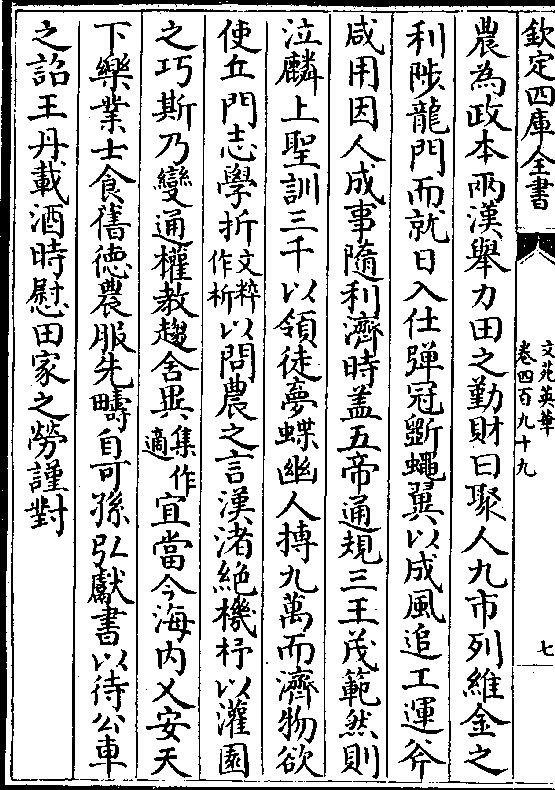 欽定四庫全書
文苑英華
卷四百九十九
七
農為政本兩漢舉力田之勤財曰聚人九市列維金之
利陟龍門而就日入仕彈冠斵蠅翼以成風追工運斧
咸用因人成事隨利濟時盖五帝通規三王茂範然則
泣麟上聖訓三千以領徒夢蝶幽人摶九萬而濟物欲
使丘門志學折文粹作析以問農之言漢渚絶機杼以灌園
之巧斯乃變通權教趨舍異集作適宜當今海内乂安天
下樂業士食舊徳農服先疇自可孫弘獻書以待公車
之詔王丹載酒時慰田家之勞謹對